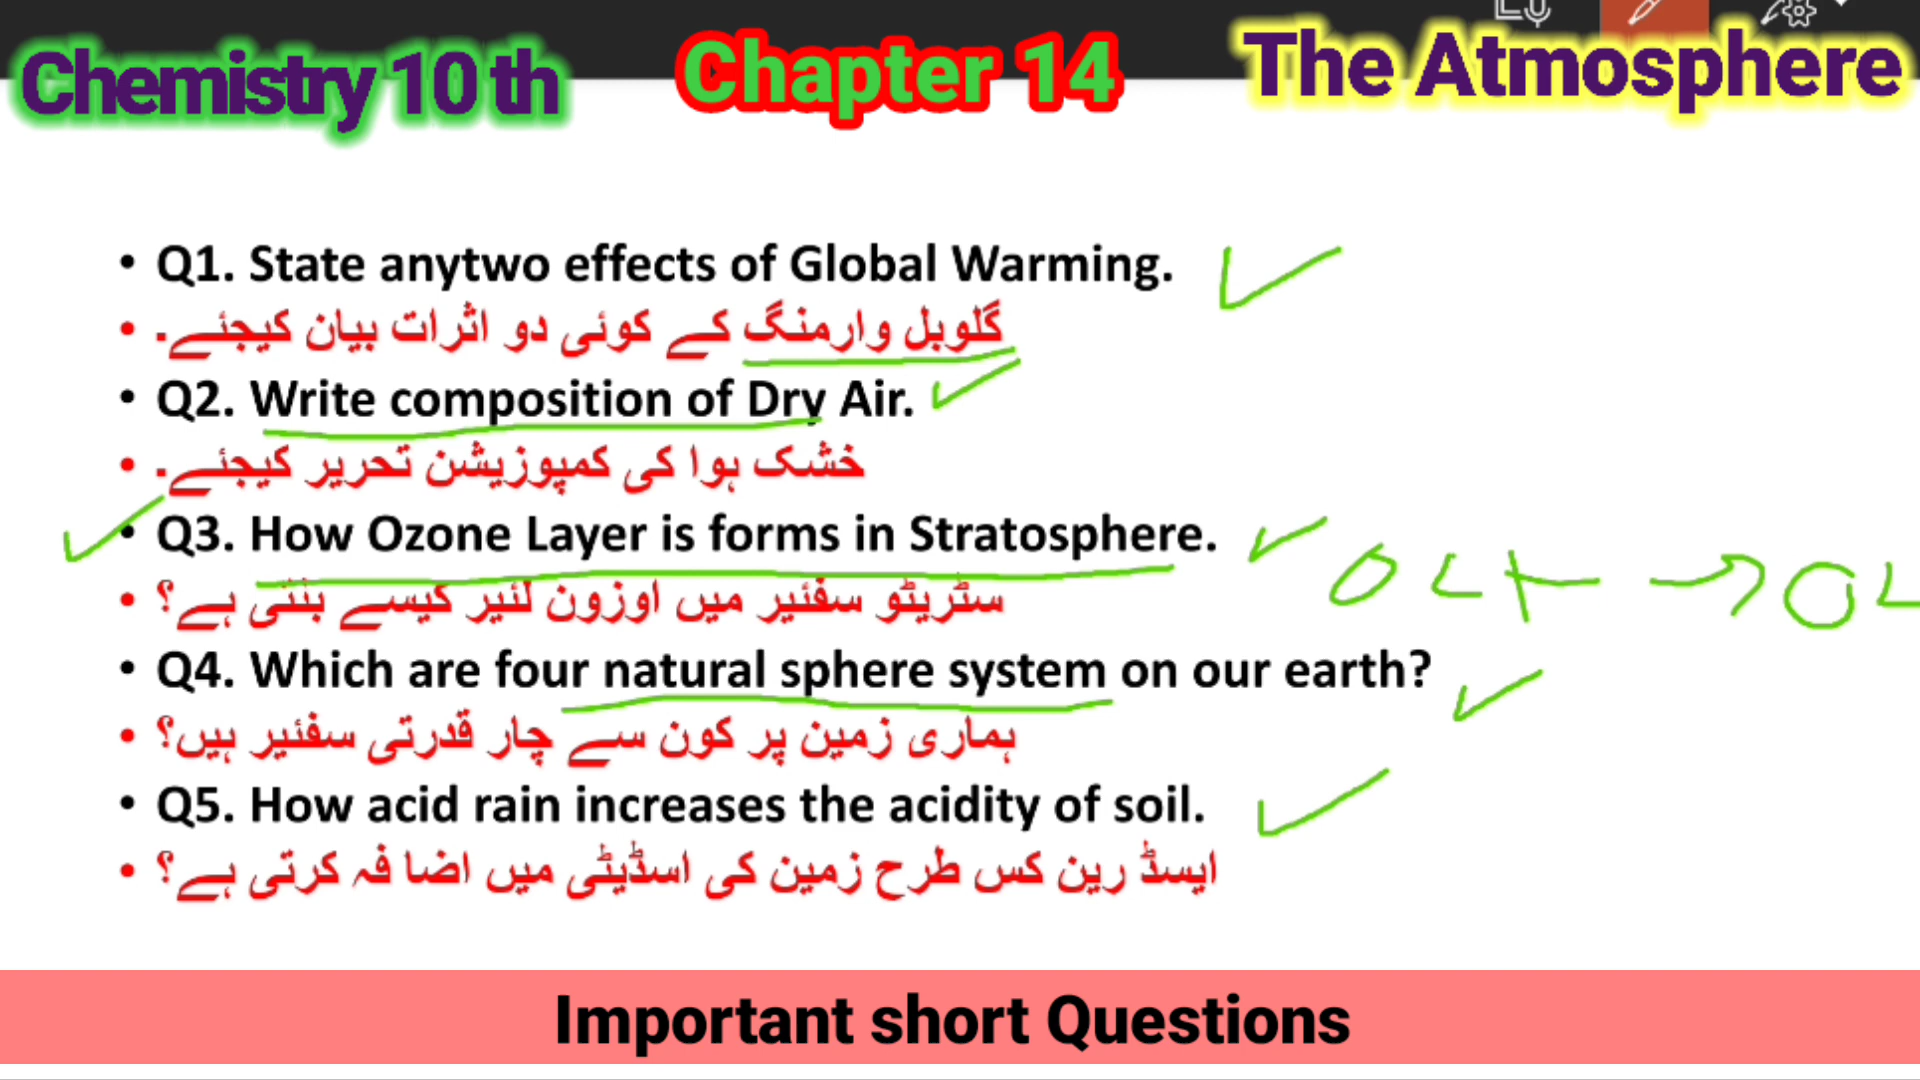 Chemistry 10 th Chapter 14 The Atmosphere
• Q1. State anytwo effects of Global Warming.
• گلوبل وارمنگ کے کوئی دو اثرات بیان کیجئے۔
• Q2. Write composition of Dry Air.
• خشک ہوا کی کمپوزیشن تحریر کیجئے۔
• Q3. How Ozone Layer is forms in Stratosphere.
• سٹریٹو سفئیر میں اوزون لئیر کیسے بنتی ہے؟
• Q4. Which are four natural sphere system on our earth?
• ہماری زمین پر کون سے چار قدرتی سفئیر ہیں؟
• Q5. How acid rain increases the acidity of soil.
• ایسڈ رین کس طرح زمین کی اسڈیٹی میں اضا فہ کرتی ہے؟
Important short Questions